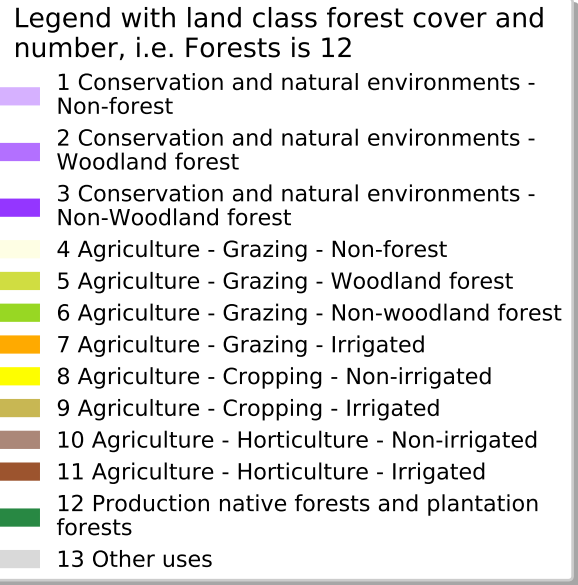 Legend with land class forest cover and
number, i.e. Forests is 12
1 Conservation and natural environments -
Non-forest
2 Conservation and natural environments -
Woodland forest
3 Conservation and natural environments -
Non-Woodland forest
4 Agriculture - Grazing - Non-forest
5 Agriculture - Grazing - Woodland forest
6 Agriculture - Grazing - Non-woodland forest
7 Agriculture - Grazing - Irrigated
8 Agriculture - Cropping - Non-irrigated
9 Agriculture - Cropping - Irrigated
10 Agriculture - Horticulture - Non-irrigated
11 Agriculture - Horticulture - Irrigated
12 Production native forests and plantation
forests
13 Other uses